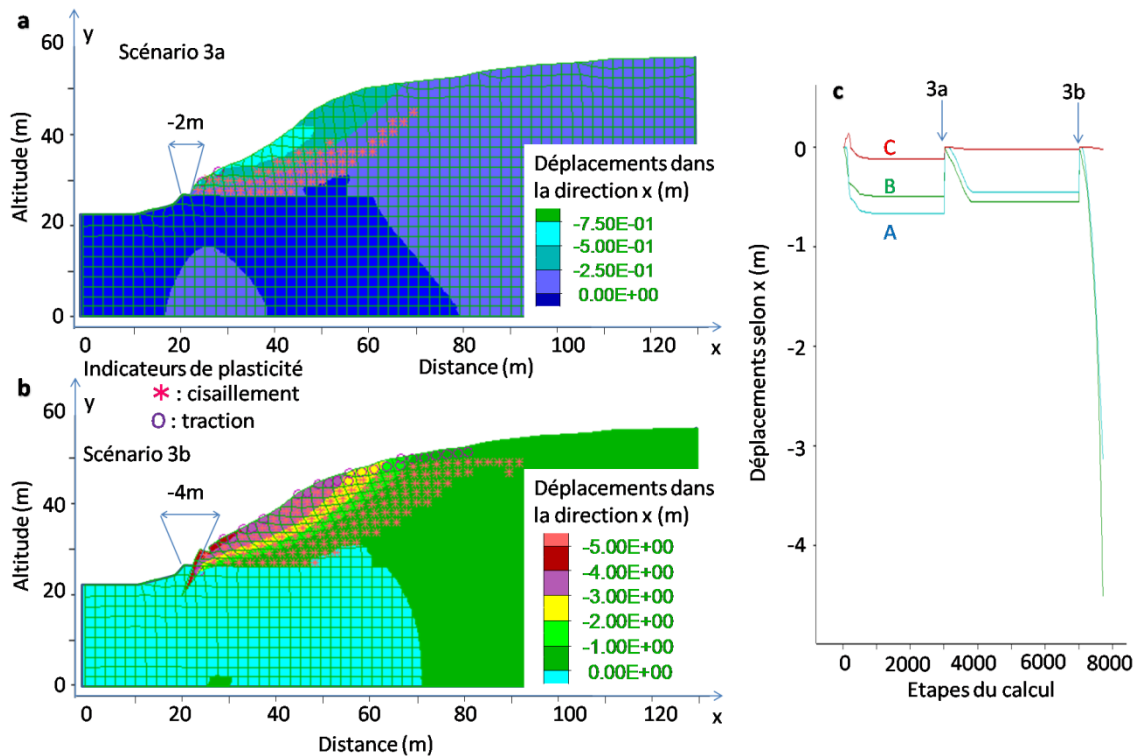 a
y
60
Scénario 3a
-2m
40
20
0
Altitude (m)
Déplacements dans
la direction x (m)
-7.50E-01
-5.00E-01
-2.50E-01
0.00E+00
0 20 40 60 80 100 120
x
Distance (m)
Indicateurs de plasticité
* : cisaillement
o : traction
b
y
60
Scénario 3b
-4m
40
20
0
Altitude (m)
Déplacements dans
la direction x (m)
-5.00E+00
-4.00E+00
-3.00E+00
-2.00E+00
-1.00E+00
0.00E+00
0 20 40 60 80 100 120
x
Distance (m)
c
3a
3b
C
B
A
0
-1
-2
-3
-4
Déplacements selon x (m)
0 2000 4000 6000 8000
Etapes du calcul